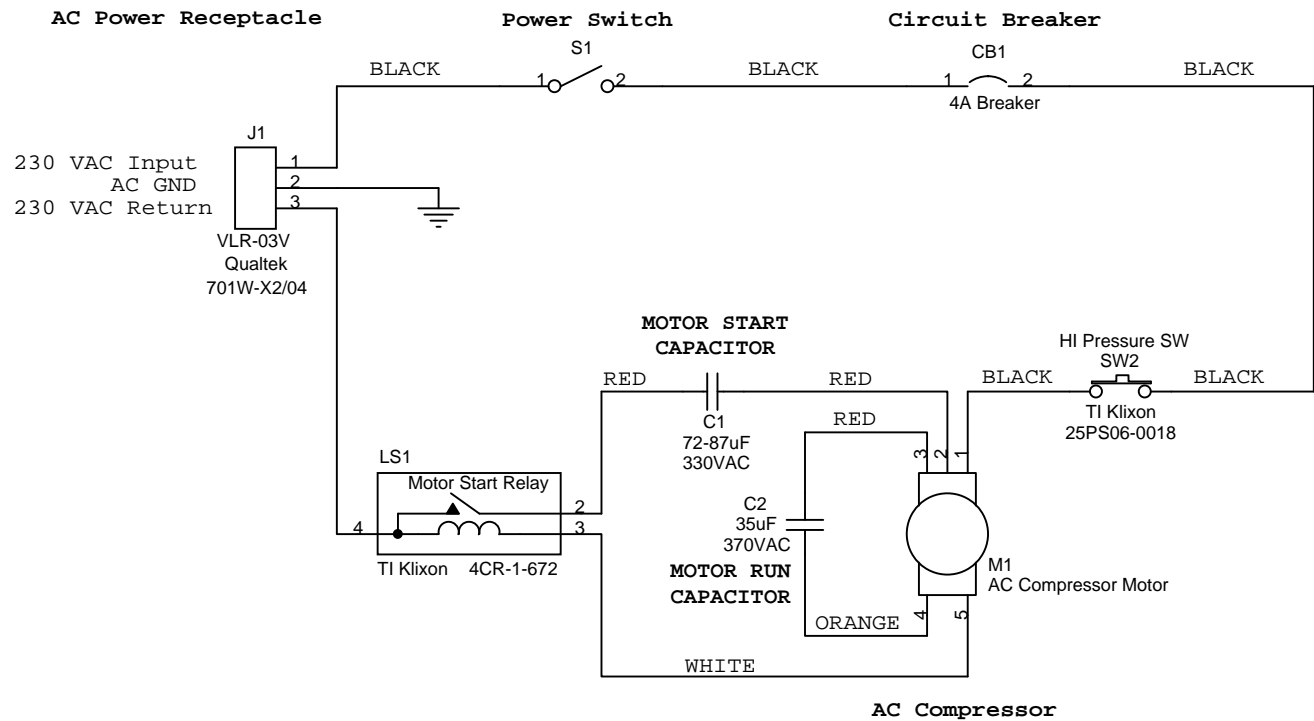 AC Power Receptacle
Power Switch
Circuit Breaker
S1
CB1
BLACK
1
2
BLACK
1
2
BLACK
4A Breaker
J1
230 VAC Input
1
AC GND
2
230 VAC Return
3
VLR-03V
Qualtek
701W-X2/04
MOTOR START
CAPACITOR
HI Pressure SW
SW2
RED
RED
BLACK
BLACK
C1
72-87uF
330VAC
RED
TI Klixon
25PS06-0018
3
2
1
LS1
Motor Start Relay
2
4
3
TI Klixon
4CR-1-672
C2
35uF
370VAC
MOTOR RUN
CAPACITOR
M1
AC Compressor Motor
4
5
ORANGE
WHITE
AC Compressor